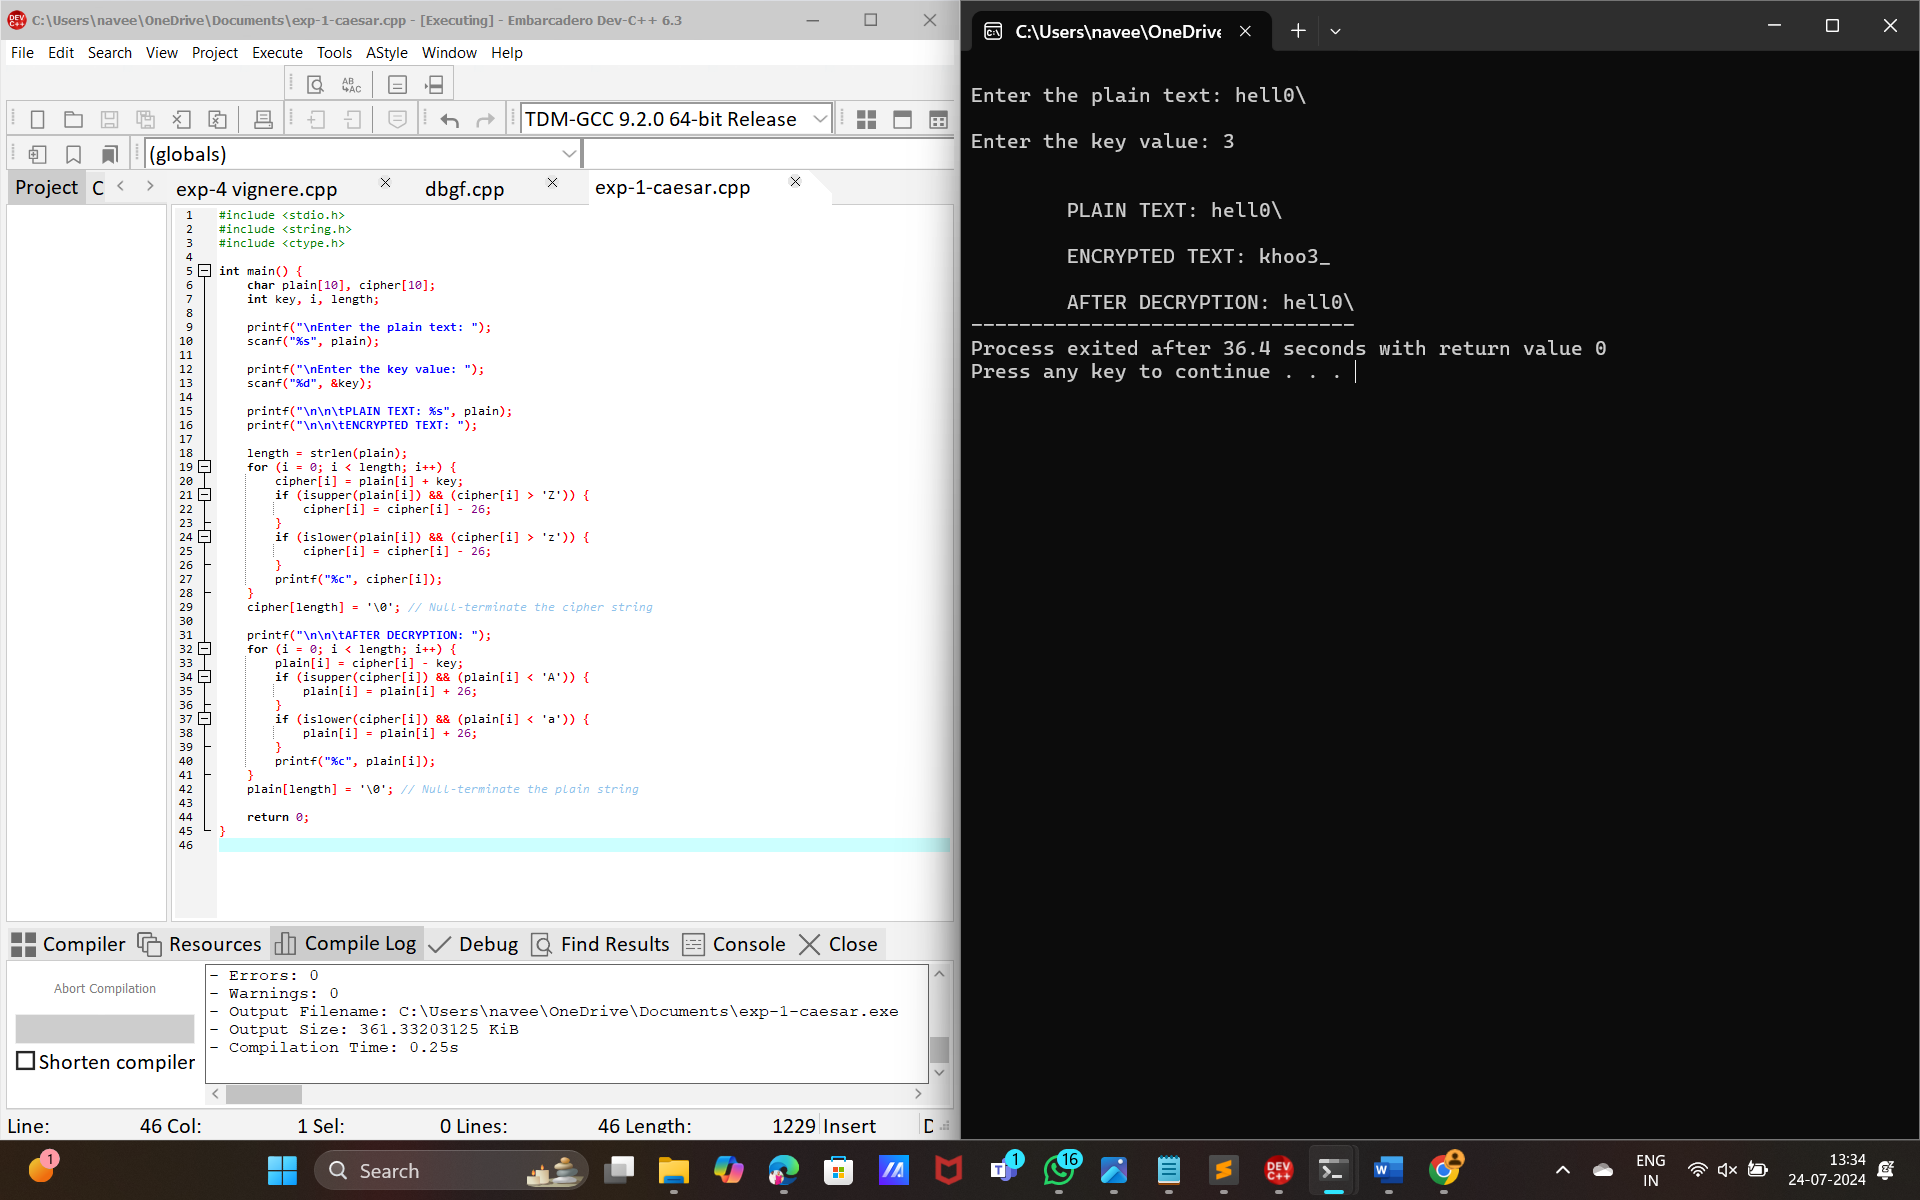 C:\Users\navee\OneDrive\Documents\exp-1-caesar.cpp - [Executing] - Embarcadero Dev-C++ 6.3
File Edit Search View Project Execute Tools AStyle Window Help
TDM-GCC 9.2.0 64-bit Release
(globals)
Project C exp-4 vignere.cpp dbgf.cpp exp-1-caesar.cpp
1 #include <stdio.h>
2 #include <string.h>
3 #include <ctype.h>
4
5 int main() {
6 char plain[10], cipher[10];
7 int key, i, length;
8
9 printf("\nEnter the plain text: ");
10 scanf("%s", plain);
11
12 printf("\nEnter the key value: ");
13 scanf("%d", &key);
14
15 printf("\n\n\tPLAIN TEXT: %s", plain);
16 printf("\n\n\tENCRYPTED TEXT: ");
17
18 length = strlen(plain);
19 for (i = 0; i < length; i++) {
20 cipher[i] = plain[i] + key;
21 if (isupper(plain[i]) && (cipher[i] > 'Z')) {
22 cipher[i] = cipher[i] - 26;
23 }
24 if (islower(plain[i]) && (cipher[i] > 'z')) {
25 cipher[i] = cipher[i] - 26;
26 }
27 printf("%c", cipher[i]);
28 }
29 cipher[length] = '\0'; // Null-terminate the cipher string
30
31 printf("\n\n\tAFTER DECRYPTION: ");
32 for (i = 0; i < length; i++) {
33 plain[i] = cipher[i] - key;
34 if (isupper(cipher[i]) && (plain[i] < 'A')) {
35 plain[i] = plain[i] + 26;
36 }
37 if (islower(cipher[i]) && (plain[i] < 'a')) {
38 plain[i] = plain[i] + 26;
39 }
40 printf("%c", plain[i]);
41 }
42 plain[length] = '\0'; // Null-terminate the plain string
43
44 return 0;
45 }
46
Compiler Resources Compile Log Debug Find Results Console Close
Abort Compilation
Shorten compiler
- Errors: 0
- Warnings: 0
- Output Filename: C:\Users\navee\OneDrive\Documents\exp-1-caesar.exe
- Output Size: 361.33203125 KiB
- Compilation Time: 0.25s
Line: 46 Col: 1 Sel: 0 Lines: 46 Length: 1229 Insert D
C:\Users\navee\OneDrive
Enter the plain text: hell0\
Enter the key value: 3
PLAIN TEXT: hell0\
ENCRYPTED TEXT: khoo3_
AFTER DECRYPTION: hell0\
--------------------------------
Process exited after 36.4 seconds with return value 0
Press any key to continue . . .
1
Search
1
16
DEV C++
ENG
IN
13:34
24-07-2024